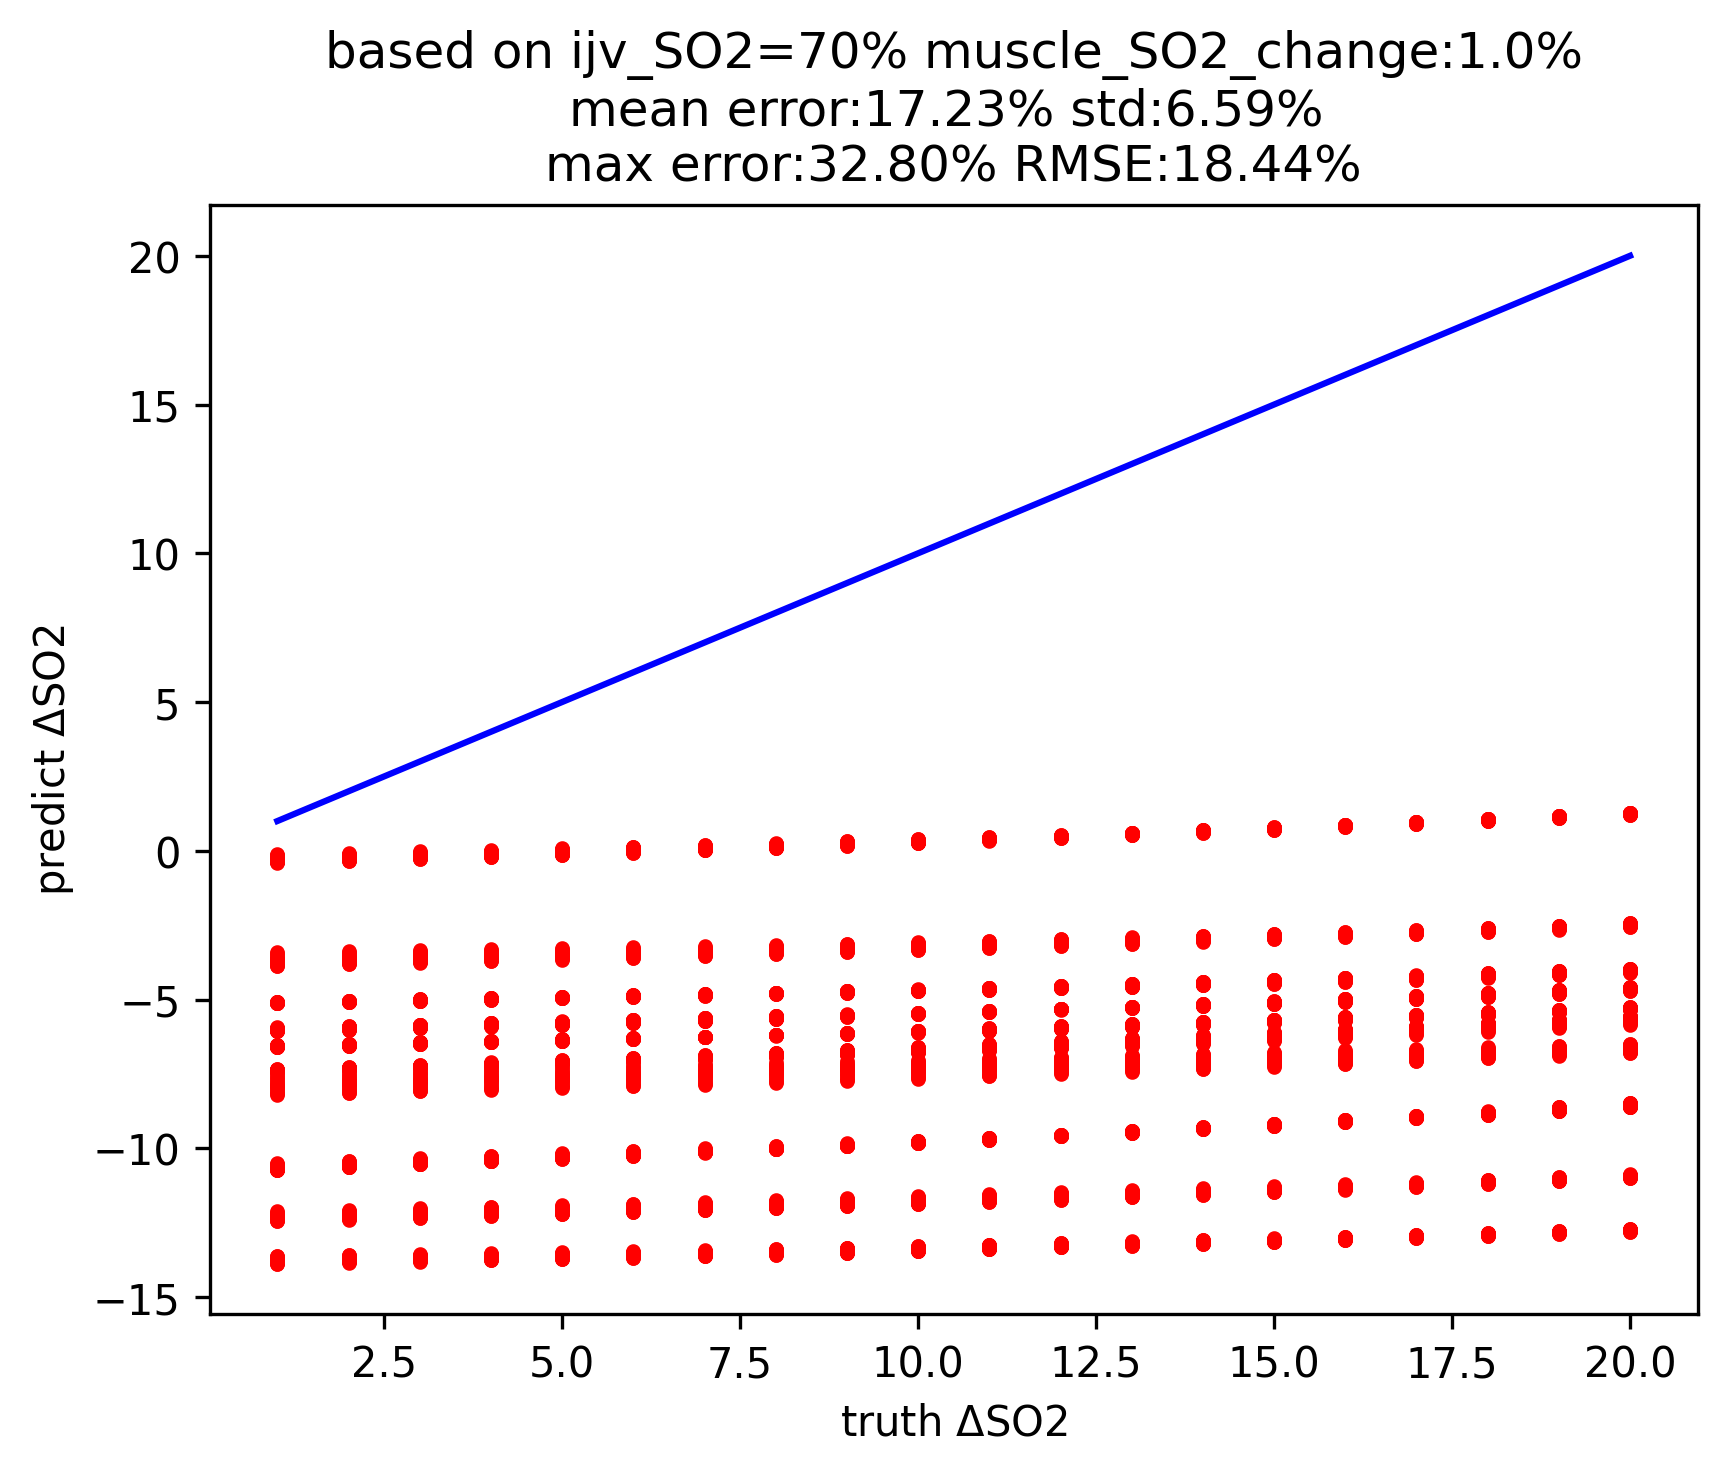 based on ijv_SO2=70% muscle_SO2_change:1.0%
mean error:17.23% std:6.59%
max error:32.80% RMSE:18.44%
20
15
10
5
0
−5
−10
−15
predict ΔSO2
2.5 5.0 7.5 10.0 12.5 15.0 17.5 20.0
truth ΔSO2